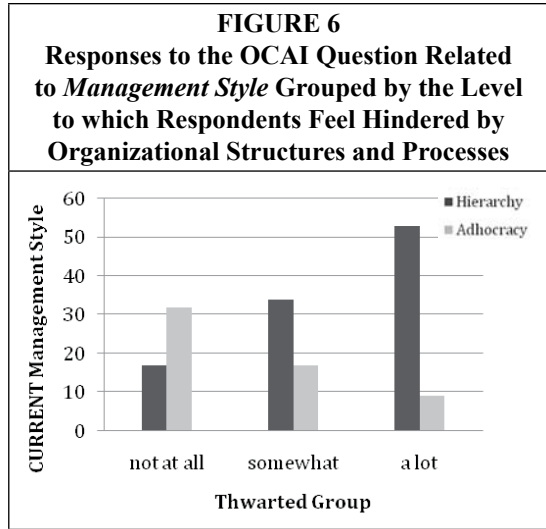 FIGURE 6
Responses to the OCAI Question Related
to Management Style Grouped by the Level
to which Respondents Feel Hindered by
Organizational Structures and Processes
CURRENT Management Style
60
50
40
30
20
10
0
Hierarchy
Adhocracy
not at all
somewhat
a lot
Thwarted Group